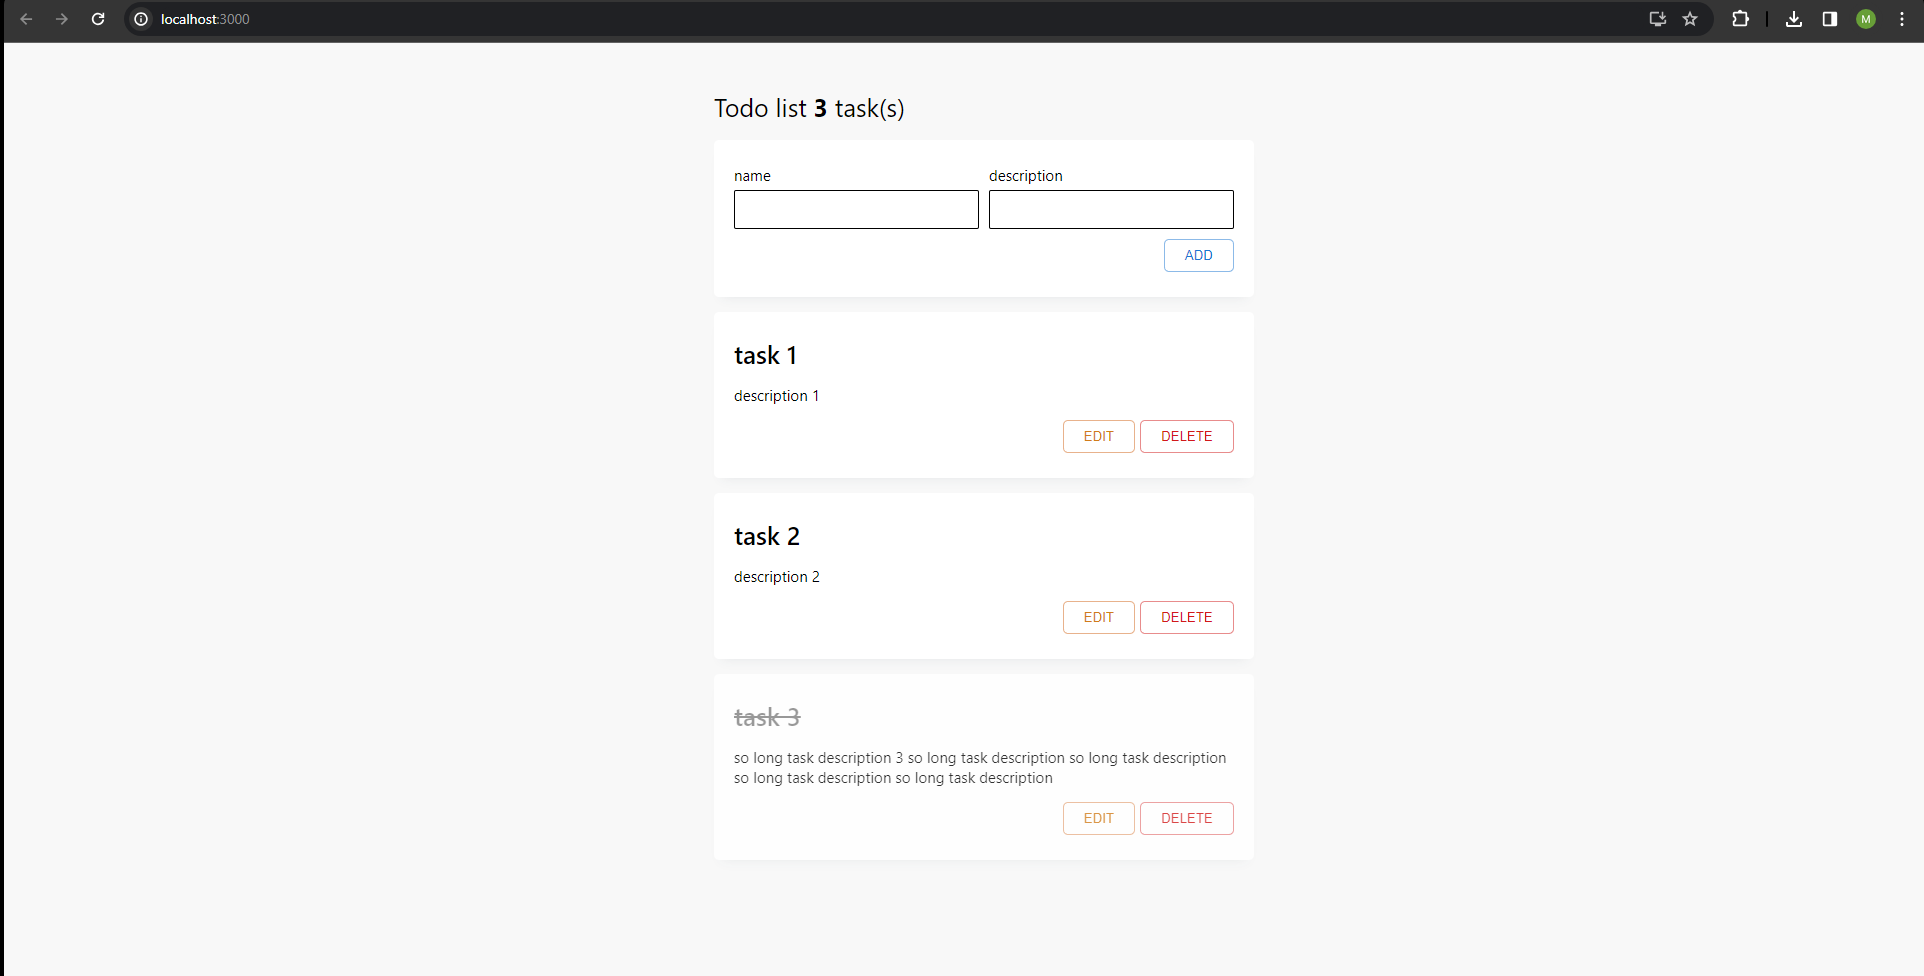 localhost:3000
M
Todo list 3 task(s)
name description
ADD
task 1
description 1
EDIT DELETE
task 2
description 2
EDIT DELETE
task 3
so long task description 3 so long task description so long task description
so long task description so long task description
EDIT DELETE